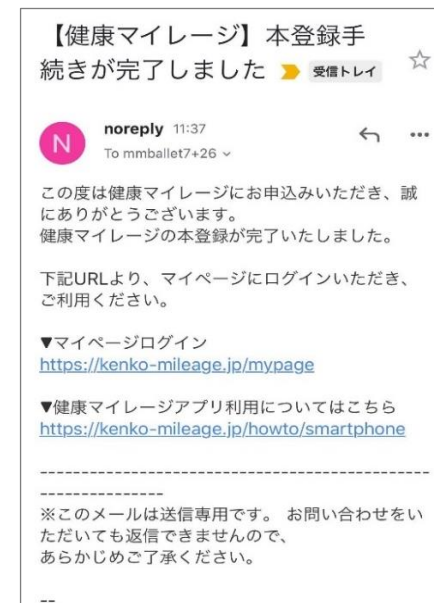 【健康マイレージ】本登録手
続きが完了しました 受信トレイ
N
noreply 11:37
To mmballet7+26
この度は健康マイレージにお申込みいただき、誠
にありがとうございます。
健康マイレージの本登録が完了いたしました。
下記URLより、マイページにログインいただき、
ご利用ください。
▼マイページログイン
https://kenko-mileage.jp/mypage
▼健康マイレージアプリ利用についてはこちら
https://kenko-mileage.jp/howto/smartphone
--------------------------------------------------
---------------
※このメールは送信専用です。 お問い合わせをい
ただいても返信できませんので、
あらかじめご了承ください。
--